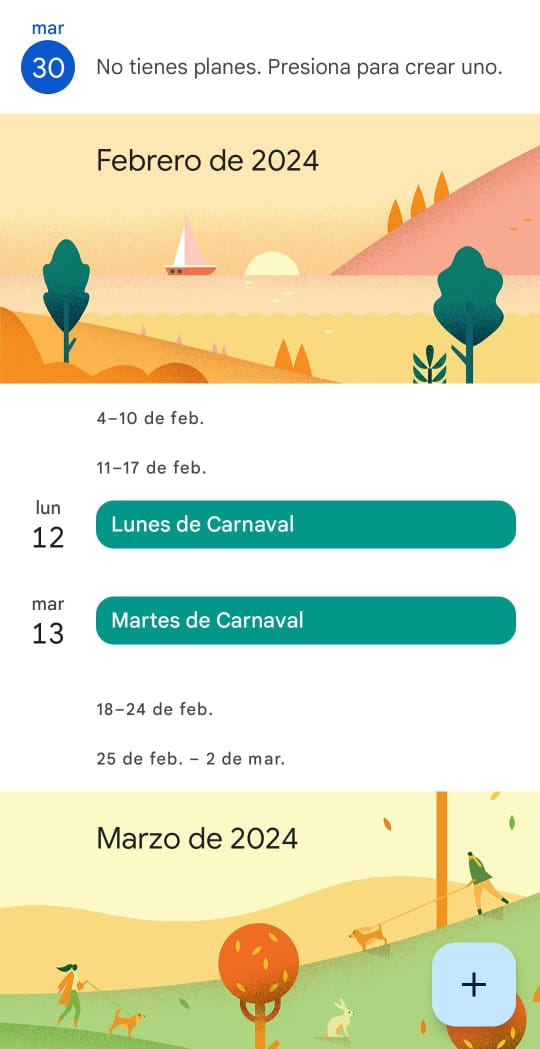 mar
30
No tienes planes. Presiona para crear uno.
Febrero de 2024
4–10 de feb.
11–17 de feb.
lun
12
Lunes de Carnaval
mar
13
Martes de Carnaval
18–24 de feb.
25 de feb. – 2 de mar.
Marzo de 2024